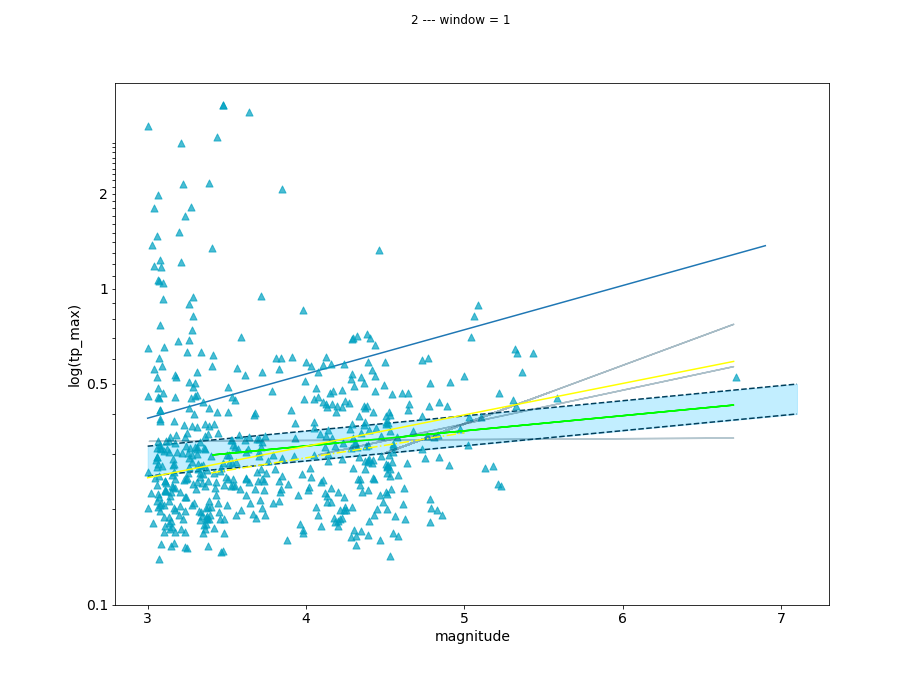 2 --- window = 1
log(tp_max)
2
1
0.5
0.1
3 4 5 6 7
magnitude